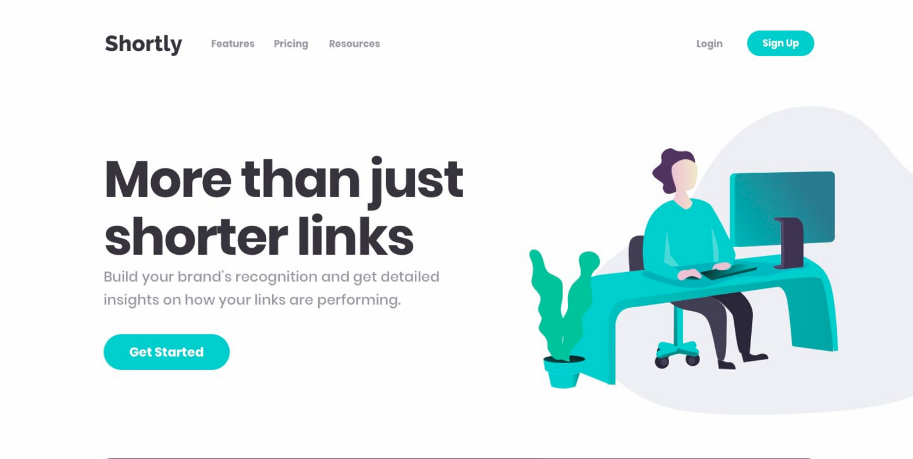 Shortly Features Pricing Resources Login Sign Up
More than just
shorter links
Build your brand's recognition and get detailed
insights on how your links are performing.
Get Started